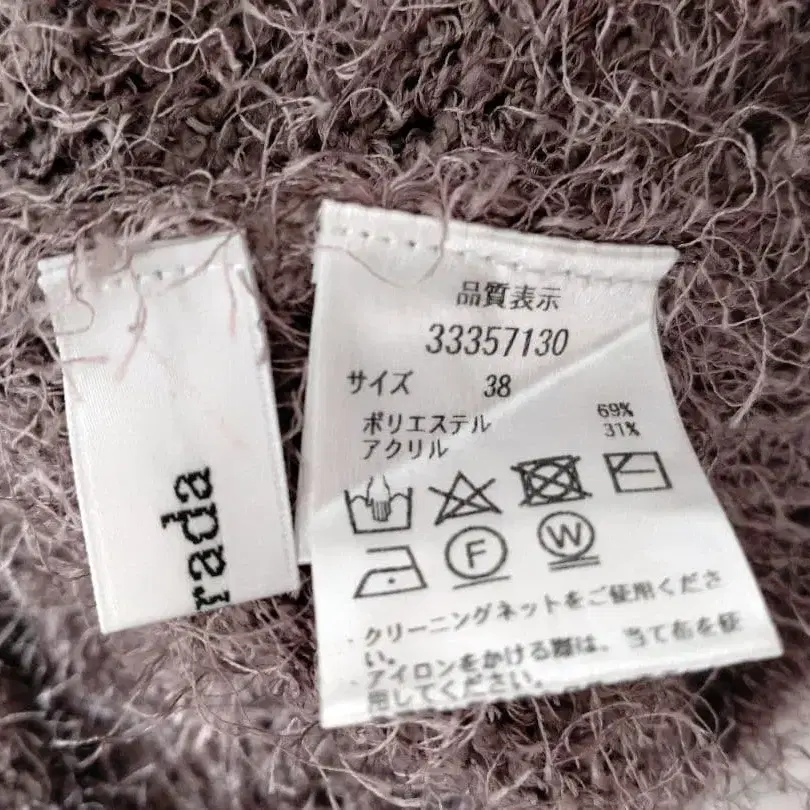 rada
品質表示
33357130
サイズ 38
ポリエステル 69%
アクリル 31%
F W
・クリーニングネットをご使用くださ
い。
アイロンをかける際は、当て布を使
用してください。